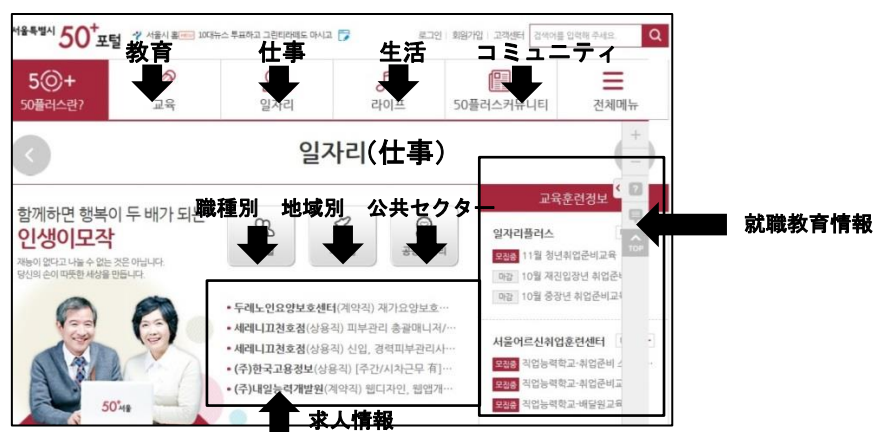 서울특별시 50+포털
서울시 홈
10대뉴스 투표하고 그린티라떼도 마시고
로그인 회원가입 고객센터 검색어를 입력해 주세요.
教育 仕事 生活 コミュニティ
50+
50플러스란? 교육 일자리 라이프 50플러스커뮤니티 전체메뉴
일자리(仕事)
함께하면 행복이 두 배가 되는
인생이모작
재능이 없다고 나눌 수 없는 것은 아닙니다.
당신의 손이 따뜻한 세상을 만듭니다.
50+서울
職種別 地域別 公共セクター
• 두레노인요양보호센터(계약직) 재가요양보호…
• 세레니끄천호점(상용직) 피부관리 총괄매니저/…
• 세레니끄천호점(상용직) 신입, 경력피부관리사…
• (주)한국고용정보(상용직) [주간/시차근무 有]…
• (주)내일능력개발원(계약직) 웹디자인, 웹앱개…
求人情報
교육훈련정보
일자리플러스
모집중 11월 청년취업준비교육
마감 10월 재진입장년 취업준
마감 10월 중장년 취업준비교
서울어르신취업훈련센터
모집중 직업능력학교-취업준비
모집중 직업능력학교-취업준비교
모집중 직업능력학교-배달원교육
TOP
就職教育情報